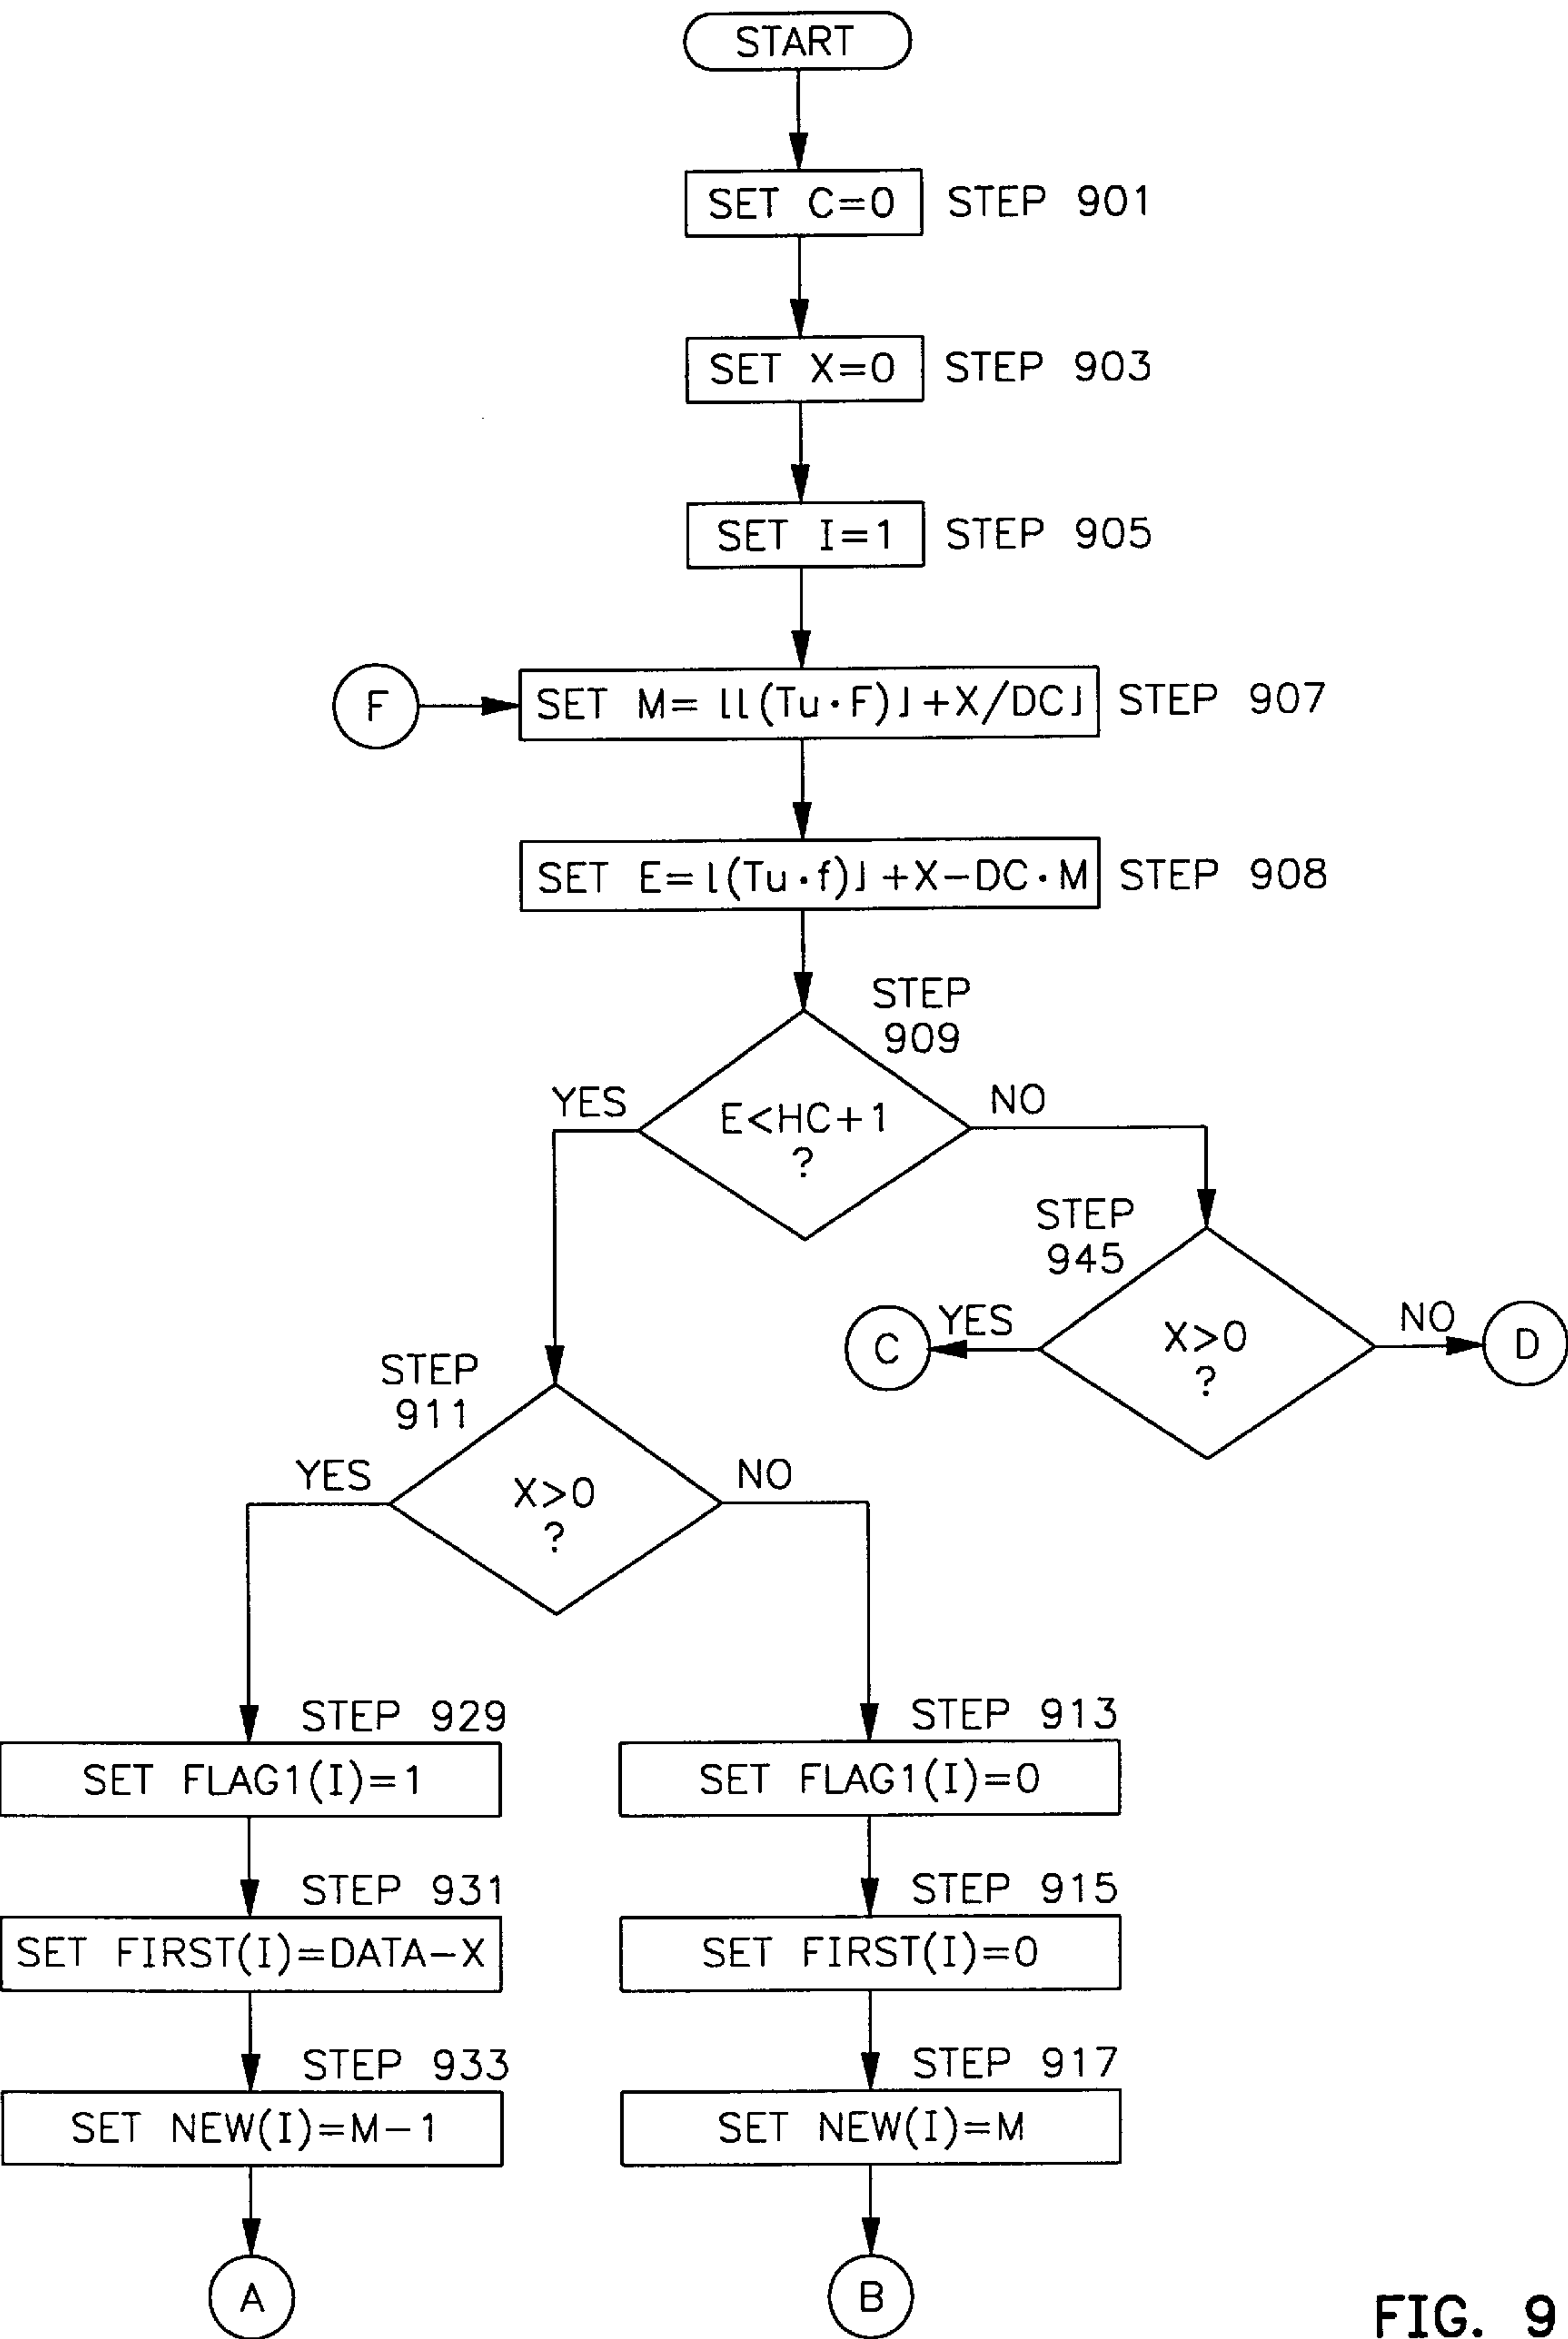 START
SET C=0 STEP 901
SET X=0 STEP 903
SET I=1 STEP 905
F SET M= ⌊⌊(Tu·F)⌋+X/DC⌋ STEP 907
SET E=⌊(Tu·f)⌋+X-DC·M STEP 908
STEP
909
YES E<HC+1 NO
?
STEP
945
C YES X>0 NO D
?
STEP
911
YES X>0 NO
?
STEP 929 STEP 913
SET FLAG1(I)=1 SET FLAG1(I)=0
STEP 931 STEP 915
SET FIRST(I)=DATA-X SET FIRST(I)=0
STEP 933 STEP 917
SET NEW(I)=M-1 SET NEW(I)=M
A B
FIG. 9